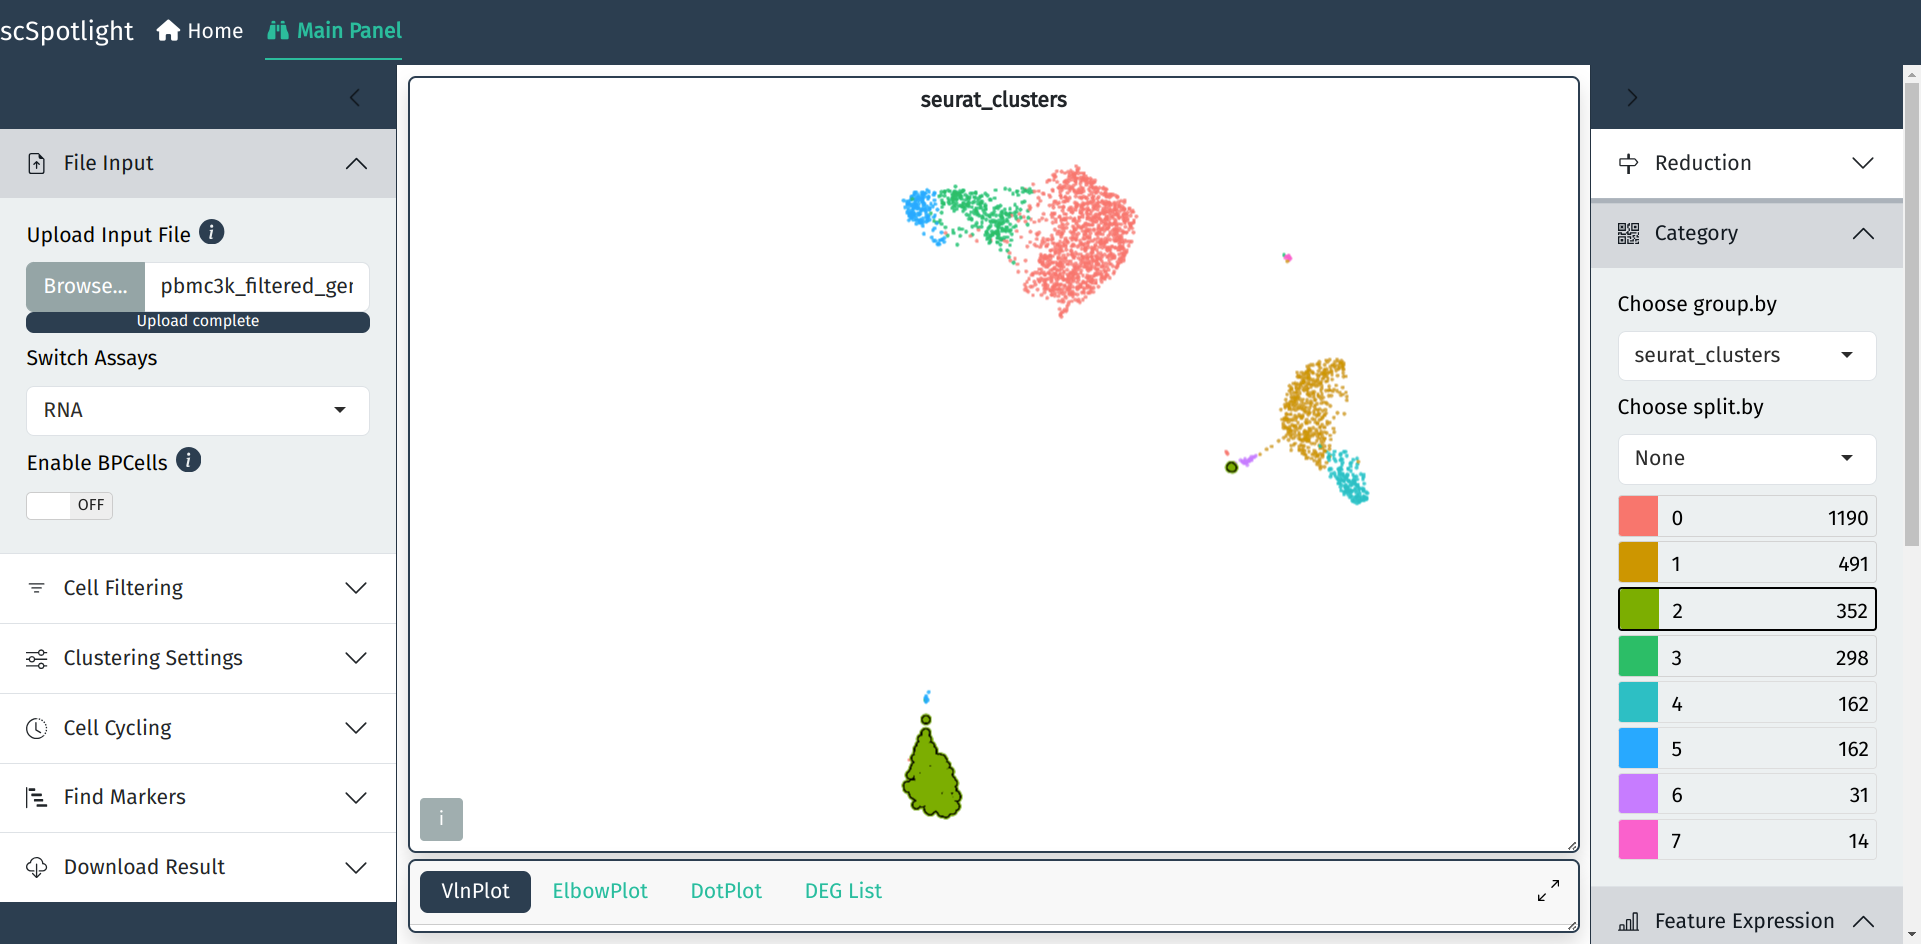 scSpotlight Home Main Panel
File Input
Upload Input File
Browse... pbmc3k_filtered_ger
Upload complete
Switch Assays
RNA
Enable BPCells
OFF
Cell Filtering
Clustering Settings
Cell Cycling
Find Markers
Download Result
seurat_clusters
i
VlnPlot ElbowPlot DotPlot DEG List
Reduction
Category
Choose group.by
seurat_clusters
Choose split.by
None
0 1190
1 491
2 352
3 298
4 162
5 162
6 31
7 14
Feature Expression